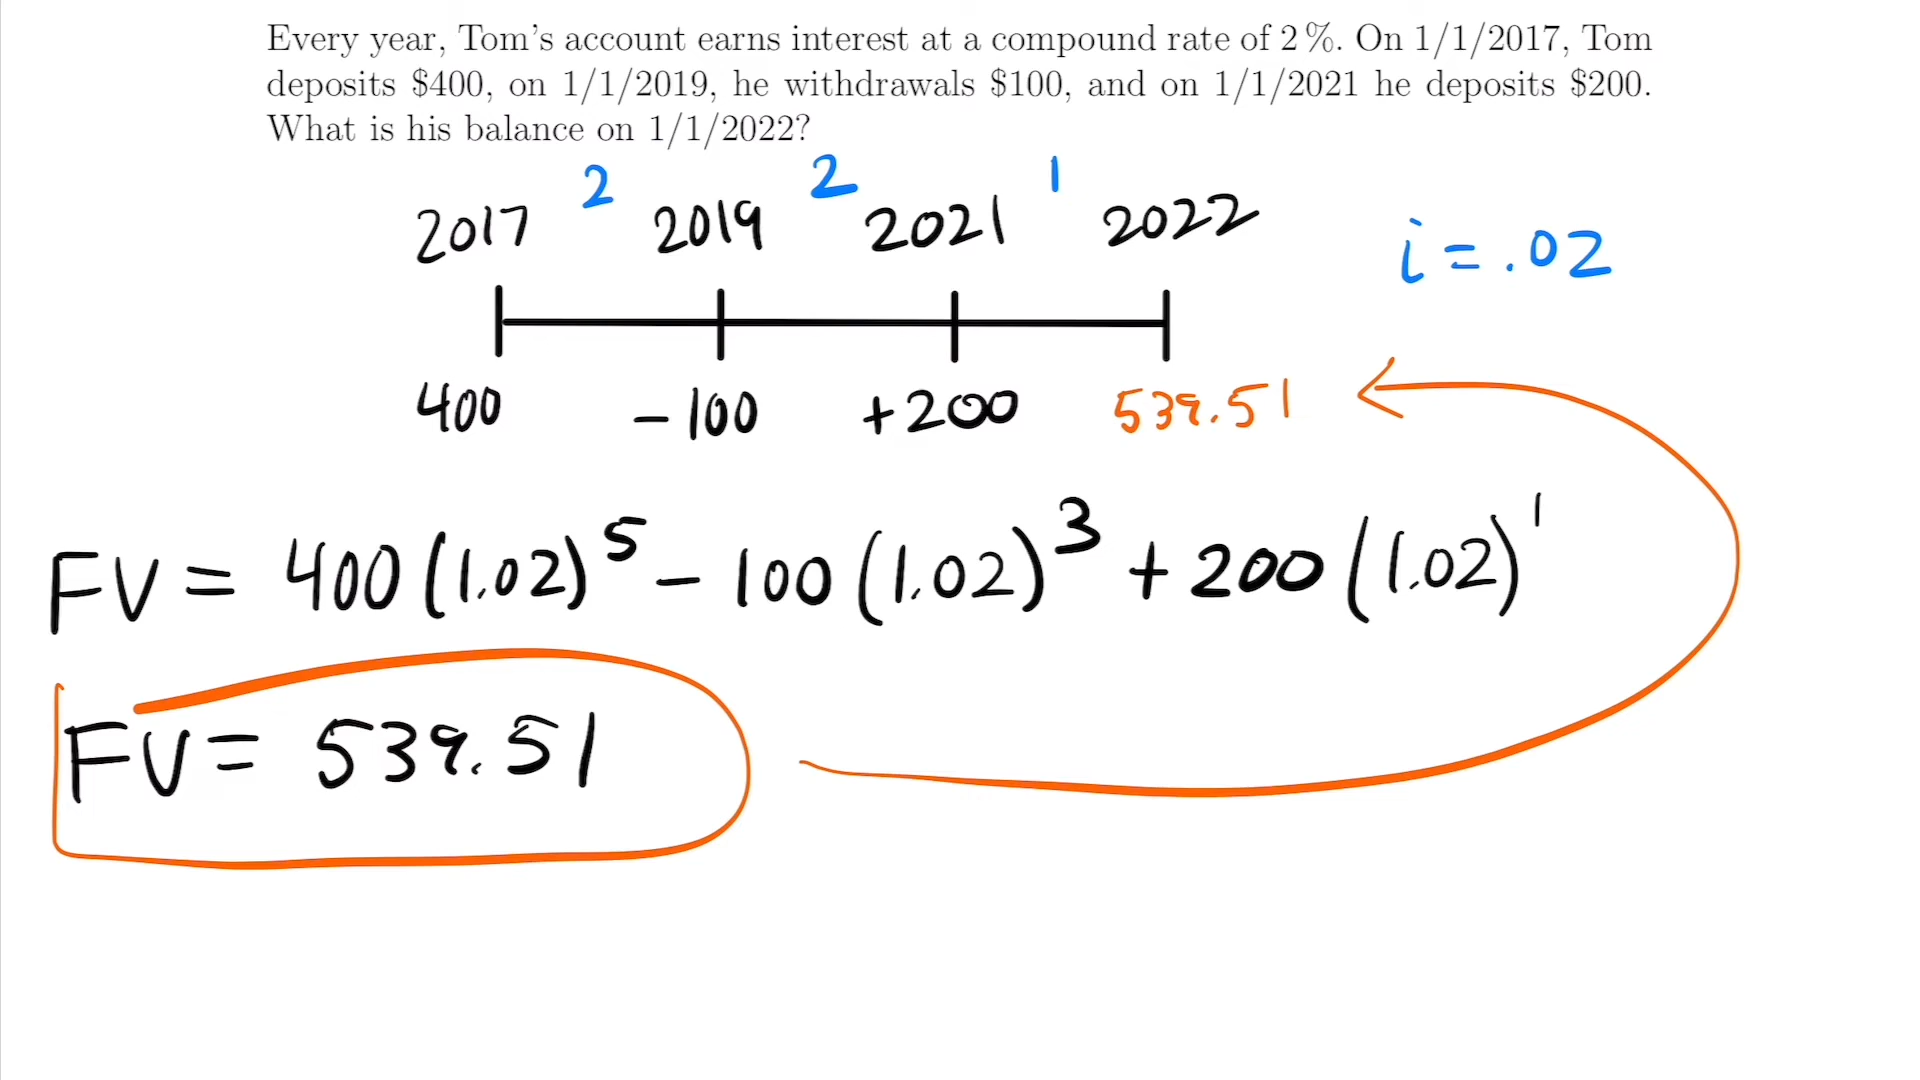 Every year, Tom's account earns interest at a compound rate of 2 %. On 1/1/2017, Tom
deposits $400, on 1/1/2019, he withdrawals $100, and on 1/1/2021 he deposits $200.
What is his balance on 1/1/2022?
2 2 1
2017 2019 2021 2022
i = .02
400 - 100 + 200 539.51
FV = 400 (1.02)^5 - 100 (1.02)^3 + 200 (1.02)^1
FV = 539.51